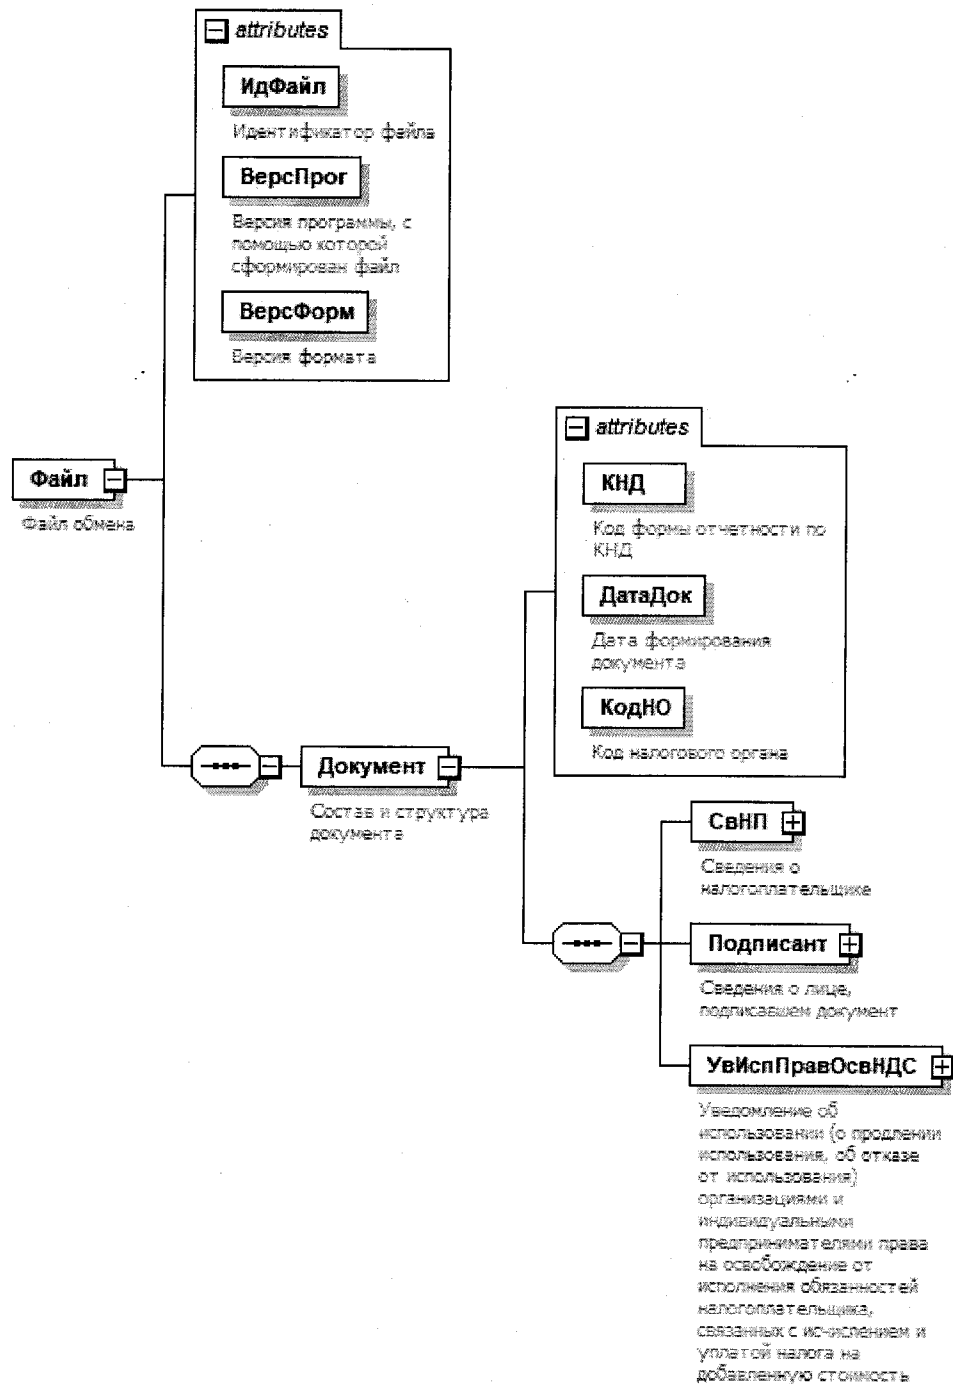 attributes
ИдФайл
Идентификатор файла
ВерсПрог
Версия программы, с
помощью которой
сформирован файл
ВерсФорм
Версия формата
Файл
Файл обмена
attributes
КНД
Код формы отчетности по
КНД
ДатаДок
Дата формирования
документа
КодНО
Код налогового органа
Документ
Состав и структура
документа
СвНП
Сведения о
налогоплательщике
Подписант
Сведения о лице,
подписавшем документ
УвИспПравОсвНДС
Уведомление об
использовании (о продлении
использования, об отказе
от использования)
организациями и
индивидуальными
предпринимателями права
на освобождение от
исполнения обязанностей
налогоплательщика,
связанных с исчислением и
уплатой налога на
добавленную стоимость